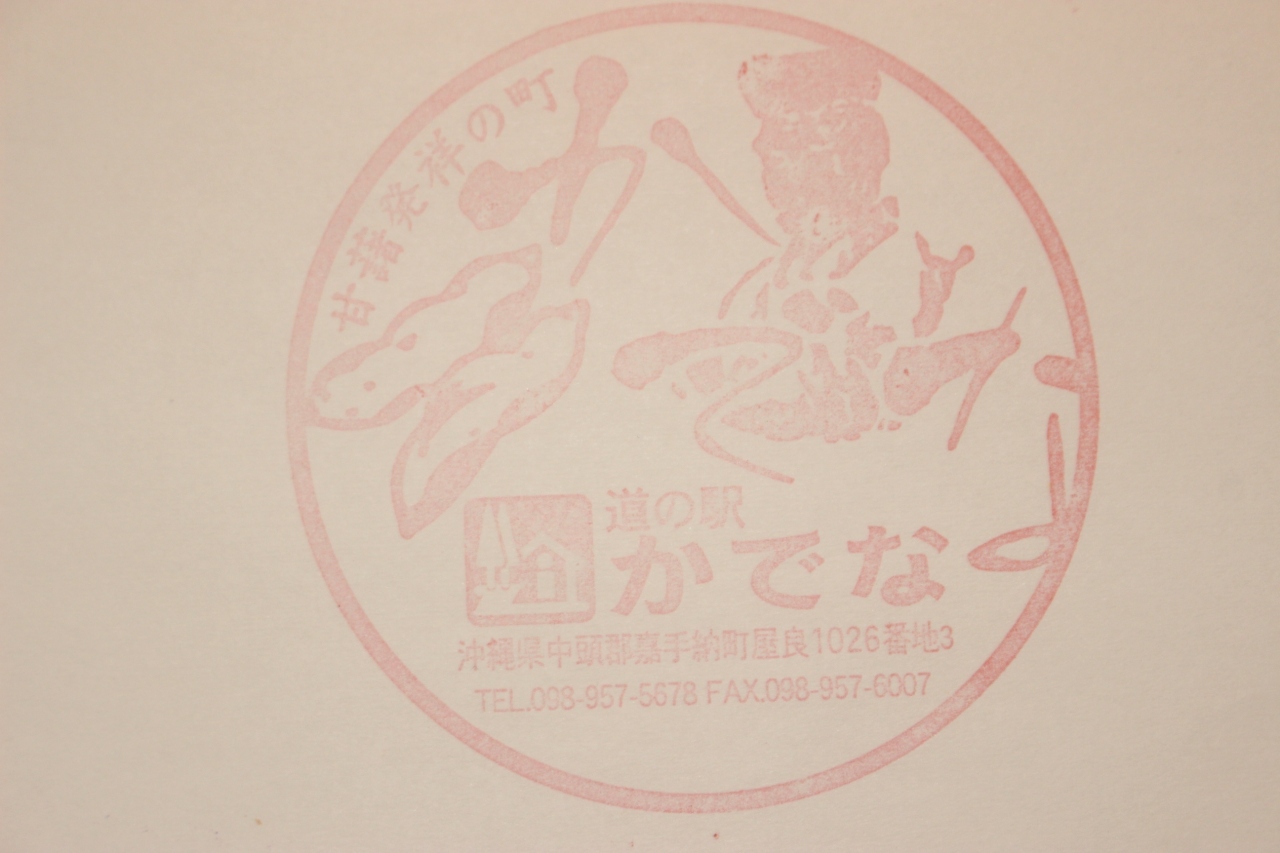 甘藷発祥の町
かでな
道の駅
かでな
沖縄県中頭郡嘉手納町屋良1026番地3
TEL.098-957-5678 FAX.098-957-6007